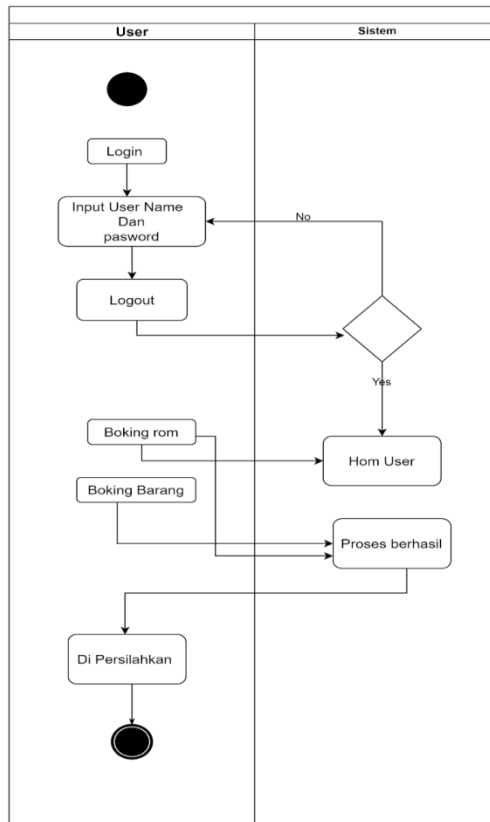 User
Sistem
Login
Input User Name
Dan
pasword
No
Logout
Yes
Boking rom
Hom User
Boking Barang
Proses berhasil
Di Persilahkan